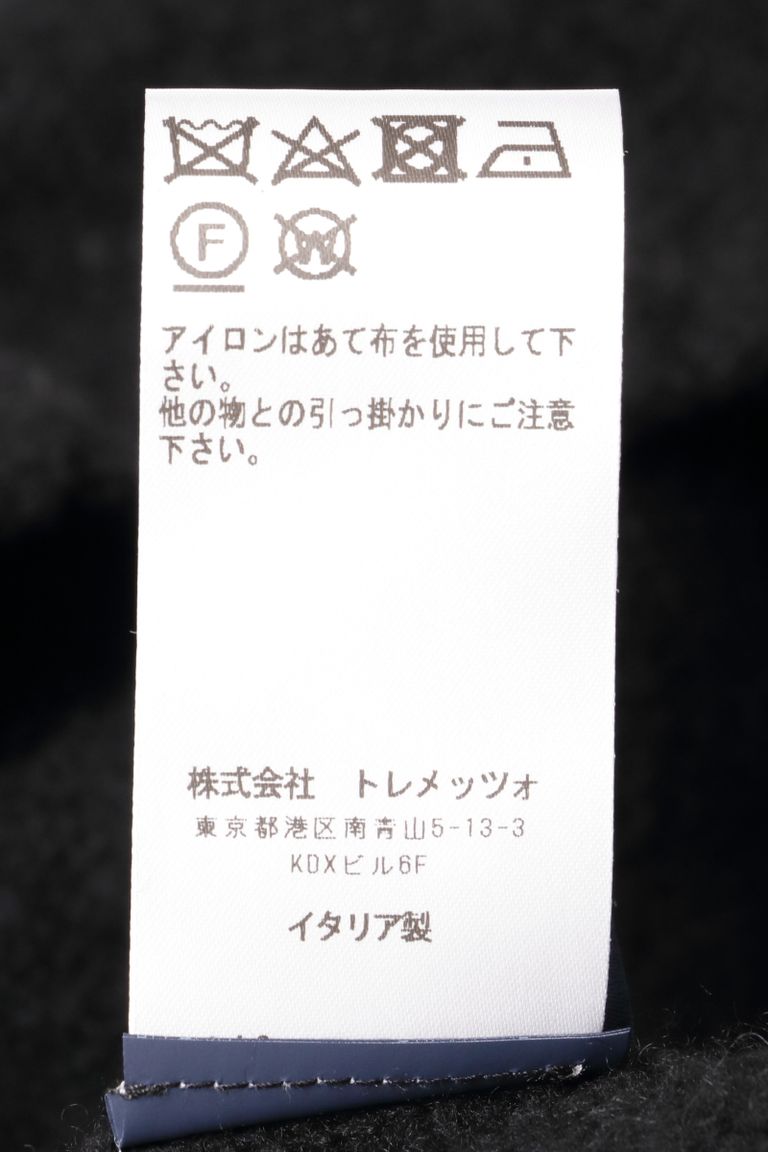 F
W
アイロンはあて布を使用して下
さい。
他の物との引っ掛かりにご注意
下さい。
株式会社　トレメッツォ
東京都港区南青山5-13-3
KDXビル6F
イタリア製